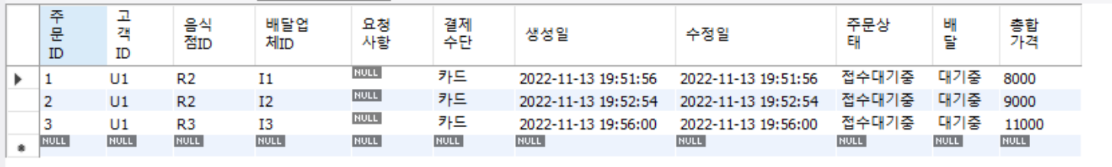 주문ID 고객ID 음식점ID 배달업체ID 요청사항 결제수단 생성일 수정일 주문상태 배달 총합가격
1 U1 R2 I1 NULL 카드 2022-11-13 19:51:56 2022-11-13 19:51:56 접수대기중 대기중 8000
2 U1 R2 I2 NULL 카드 2022-11-13 19:52:54 2022-11-13 19:52:54 접수대기중 대기중 9000
3 U1 R3 I3 NULL 카드 2022-11-13 19:56:00 2022-11-13 19:56:00 접수대기중 대기중 11000
NULL NULL NULL NULL NULL NULL NULL NULL NULL NULL NULL